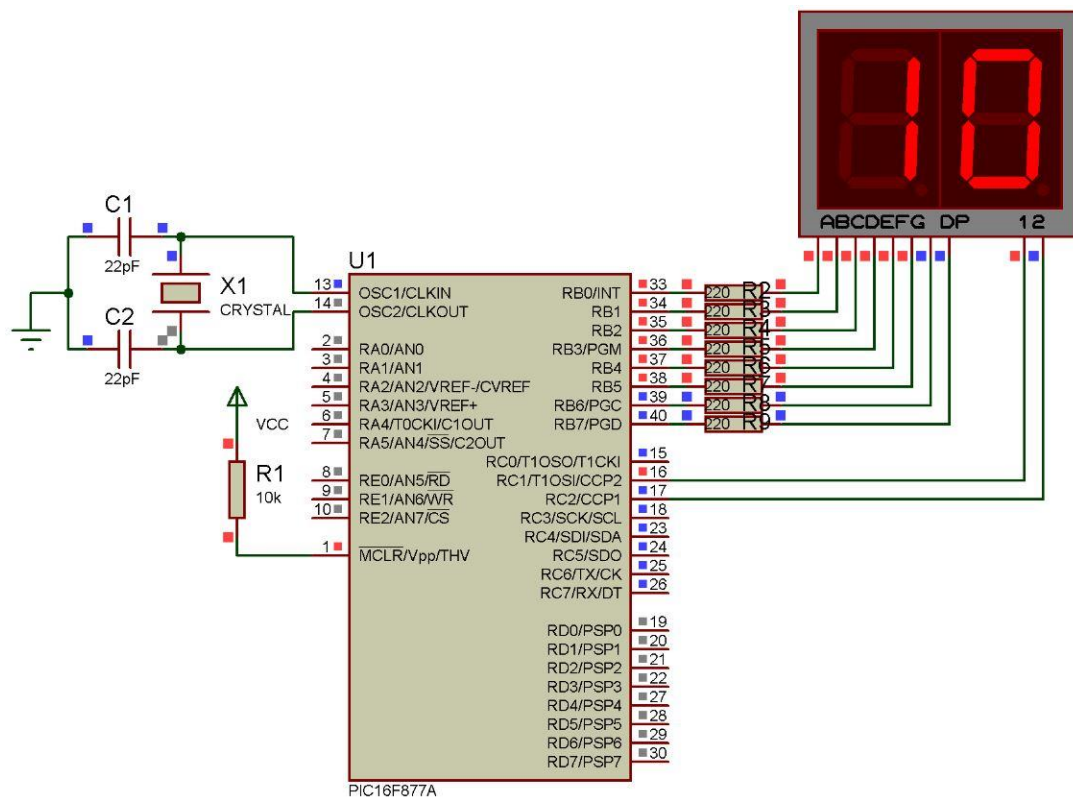 10
ABCDEFG DP 12
C1
22pF
X1
CRYSTAL
C2
22pF
VCC
R1
10k
U1
13 OSC1/CLKIN
14 OSC2/CLKOUT
2 RA0/AN0
3 RA1/AN1
4 RA2/AN2/VREF-/CVREF
5 RA3/AN3/VREF+
6 RA4/T0CKI/C1OUT
7 RA5/AN4/SS/C2OUT
8 RE0/AN5/RD
9 RE1/AN6/WR
10 RE2/AN7/CS
1 MCLR/Vpp/THV
RB0/INT 33 220 R2
RB1 34 220 R3
RB2 35 220 R4
RB3/PGM 36 220 R5
RB4 37 220 R6
RB5 38 220 R7
RB6/PGC 39 220 R8
RB7/PGD 40 220 R9
RC0/T1OSO/T1CKI 15
RC1/T1OSI/CCP2 16
RC2/CCP1 17
RC3/SCK/SCL 18
RC4/SDI/SDA 23
RC5/SDO 24
RC6/TX/CK 25
RC7/RX/DT 26
RD0/PSP0 19
RD1/PSP1 20
RD2/PSP2 21
RD3/PSP3 22
RD4/PSP4 27
RD5/PSP5 28
RD6/PSP6 29
RD7/PSP7 30
PIC16F877A